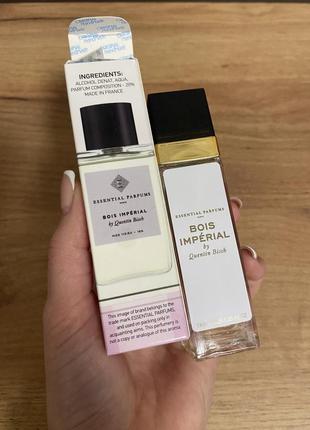 INGREDIENTS:
ALCOHOL DENAT, AQUA,
PARFUM COMPOSITION - 20%
MADE IN FRANCE
ESSENTIAL PARFUMS
PARIS
BOIS IMPÉRIAL
by Quentin Bisch
This image of brand belongs to the
trade mark ESSENTIAL PARFUMS,
and used on packing only in
acquainting aims. This perfumery is
not a copy or analogue of this aroma
ESSENTIAL PARFUMS
PARIS
BOIS
IMPÉRIAL
by Quentin Bisch